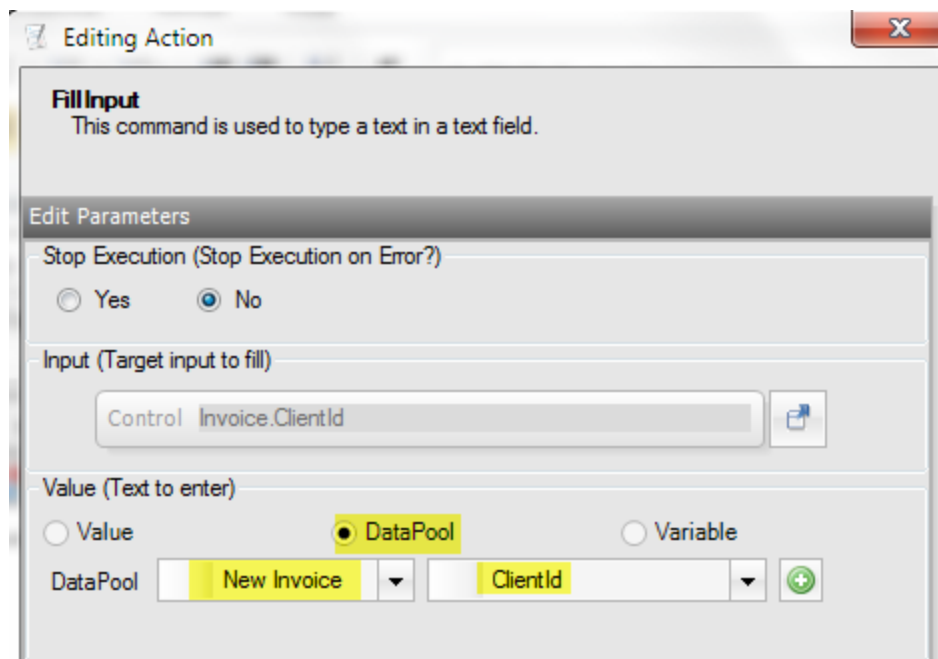 Editing Action
FillInput
This command is used to type a text in a text field.
Edit Parameters
Stop Execution (Stop Execution on Error?)
Yes No
Input (Target input to fill)
Control Invoice.ClientId
Value (Text to enter)
Value DataPool Variable
DataPool New Invoice ClientId